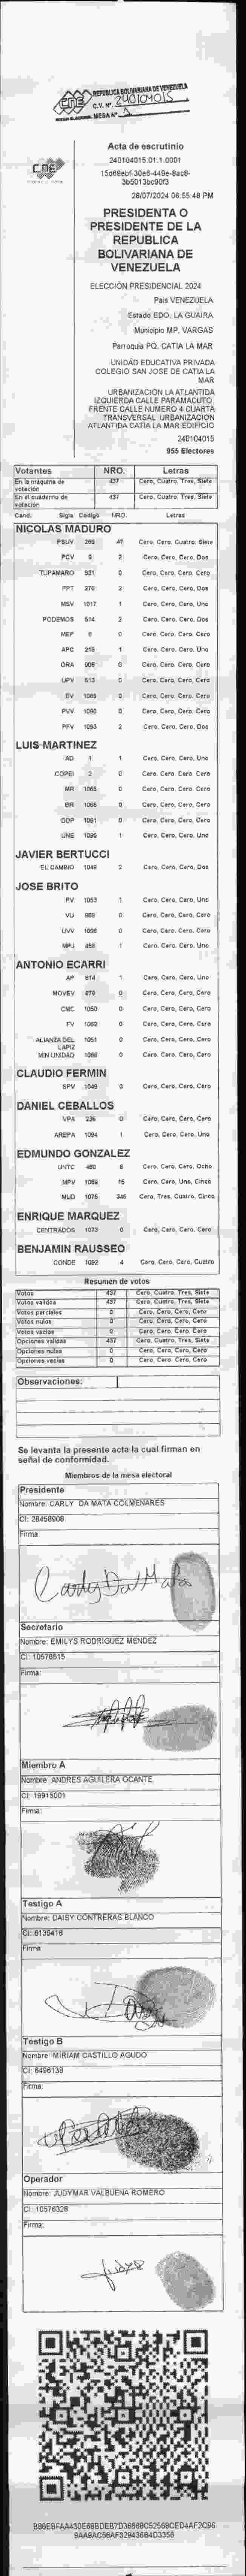 REPUBLICA BOLIVARIANA DE VENEZUELA
CNE C.V. Nº. 240104015
MESA Nº 1
CNE
Acta de escrutinio
240104015.01.1.0001
28/07/2024 06:55:48 PM
PRESIDENTA O
PRESIDENTE DE LA
REPUBLICA
BOLIVARIANA DE
VENEZUELA
ELECCIÓN PRESIDENCIAL 2024
Pais VENEZUELA
Estado EDO. LA GUAIRA
Municipio MP. VARGAS
Parroquia PQ. CATIA LA MAR
UNIDAD EDUCATIVA PRIVADA
COLEGIO SAN JOSE DE CATIA LA
MAR
URBANIZACIÓN LA ATLANTIDA
IZQUIERDA CALLE PARAMACUTO.
FRENTE CALLE NUMERO 4 CUARTA
TRANSVERSAL URBANIZACION
ATLANTIDA CATIA LA MAR EDIFICIO
240104015
955 Electores
Votantes NRO. Letras
En la máquina de votación 437 Cero, Cuatro, Tres, Siete
En el cuaderno de votación 437 Cero, Cuatro, Tres, Siete
Cand. Sigla Código NRO. Letras
NICOLAS MADURO
PSUV 269 47 Cero, Cero, Cuatro, Siete
PCV 9 2 Cero, Cero, Cero, Dos
TUPAMARO 931 0 Cero, Cero, Cero, Cero
PPT 270 2 Cero, Cero, Cero, Dos
MSV 1017 1 Cero, Cero, Cero, Uno
PODEMOS 514 2 Cero, Cero, Cero, Dos
MEP 6 0 Cero, Cero, Cero, Cero
APC 219 1 Cero, Cero, Cero, Uno
ORA 906 0 Cero, Cero, Cero, Cero
UPV 513 0 Cero, Cero, Cero, Cero
EV 1089 0 Cero, Cero, Cero, Cero
PVV 1090 0 Cero, Cero, Cero, Cero
PFV 1093 2 Cero, Cero, Cero, Dos
LUIS MARTINEZ
AD 1 1 Cero, Cero, Cero, Uno
COPEI 2 0 Cero, Cero, Cero, Cero
MR 1065 0 Cero, Cero, Cero, Cero
BR 1066 0 Cero, Cero, Cero, Cero
DDP 1091 0 Cero, Cero, Cero, Cero
UNE 1096 1 Cero, Cero, Cero, Uno
JAVIER BERTUCCI
EL CAMBIO 1048 2 Cero, Cero, Cero, Dos
JOSE BRITO
PV 1053 1 Cero, Cero, Cero, Uno
VU 968 0 Cero, Cero, Cero, Cero
UVV 1098 0 Cero, Cero, Cero, Cero
MPJ 458 1 Cero, Cero, Cero, Uno
ANTONIO ECARRI
AP 914 1 Cero, Cero, Cero, Uno
MOVEV 979 0 Cero, Cero, Cero, Cero
CMC 1050 0 Cero, Cero, Cero, Cero
FV 1062 0 Cero, Cero, Cero, Cero
ALIANZA DEL LAPIZ 1051 0 Cero, Cero, Cero, Cero
MIN UNIDAD 1068 0 Cero, Cero, Cero, Cero
CLAUDIO FERMIN
SPV 1049 0 Cero, Cero, Cero, Cero
DANIEL CEBALLOS
VPA 236 0 Cero, Cero, Cero, Cero
AREPA 1094 1 Cero, Cero, Cero, Uno
EDMUNDO GONZALEZ
UNTC 460 8 Cero, Cero, Cero, Ocho
MPV 1069 15 Cero, Cero, Uno, Cinco
MUD 1075 345 Cero, Tres, Cuatro, Cinco
ENRIQUE MARQUEZ
CENTRADOS 1073 0 Cero, Cero, Cero, Cero
BENJAMIN RAUSSEO
CONDE 1092 4 Cero, Cero, Cero, Cuatro
Resumen de votos
Votos 437 Cero, Cuatro, Tres, Siete
Votos validos 437 Cero, Cuatro, Tres, Siete
Votos parciales 0 Cero, Cero, Cero, Cero
Votos nulos 0 Cero, Cero, Cero, Cero
Votos vacios 0 Cero, Cero, Cero, Cero
Opciones validas 437 Cero, Cuatro, Tres, Siete
Opciones nulas 0 Cero, Cero, Cero, Cero
Opciones vacias 0 Cero, Cero, Cero, Cero
Observaciones:
Se levanta la presente acta la cual firman en
señal de conformidad.
Miembros de la mesa electoral
Presidente
Nombre: CARLY DA MATA COLMENARES
CI: 28458908
Firma:
Carly Da Mata
Secretario
Nombre: EMILYS RODRIGUEZ MENDEZ
CI: 10578515
Firma:
Miembro A
Nombre: ANDRES AGUILERA OCANTE
CI: 19915001
Firma:
Testigo A
Nombre: DAISY CONTRERAS BLANCO
CI: 6135416
Firma:
Testigo B
Nombre: MIRIAM CASTILLO AGUDO
CI: 6496138
Firma:
Operador
Nombre: JUDYMAR VALBUENA ROMERO
CI: 10576328
Firma: